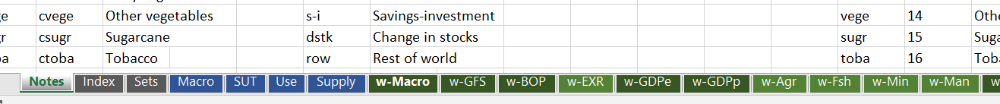 ge cvege Other vegetables s-i Savings-investment vege 14 Othe
gr csugr Sugarcane dstk Change in stocks sugr 15 Suga
ba ctoba Tobacco row Rest of world toba 16 Toba
Notes Index Sets Macro SUT Use Supply w-Macro w-GFS w-BOP w-EXR w-GDPe w-GDPp w-Agr w-Fsh w-Min w-Man w